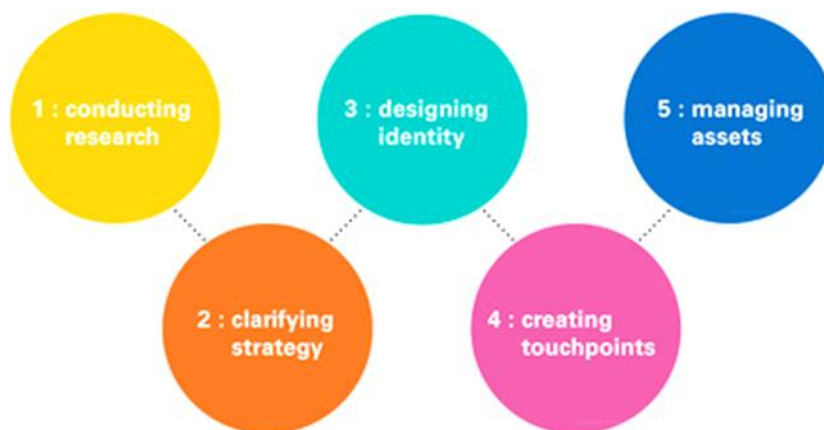 1 : conducting
research
2 : clarifying
strategy
3 : designing
identity
4 : creating
touchpoints
5 : managing
assets